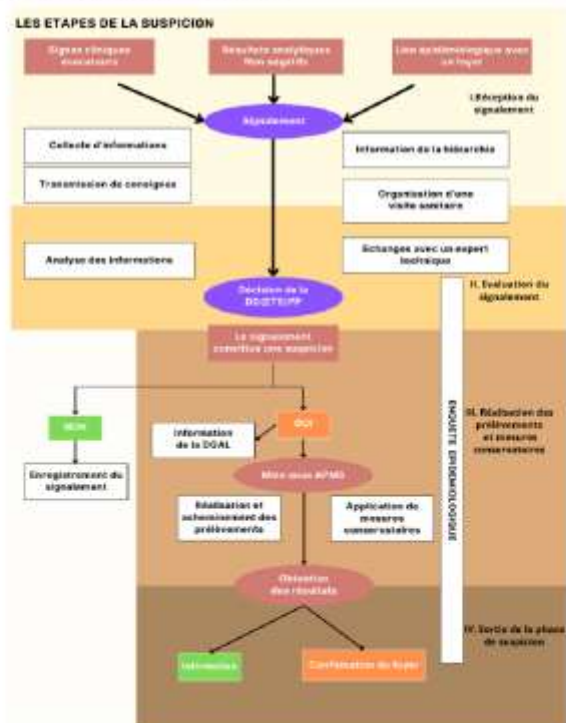 LES ETAPES DE LA SUSPICION
Signes cliniques
évocateurs
Résultats analytiques
Non négatifs
Lien épidémiologique avec
un foyer
I.Réception du
signalement
Signalement
Collecte d'informations
Information de la hiérarchie
Transmission de consignes
Organisation d'une
visite sanitaire
Analyse des informations
Echanges avec un expert
technique
II. Evaluation du
signalement
Décision de la
Le signalement
constitue une suspicion
NON
OUI
Information
de la DGAL
Enregistrement du
signalement
Mise sous APMS
III. Réalisation des
prélèvements
et mesures
conservatoires
ENQUETE EPIDEMIOLOGIQUE
Réalisation et
acheminement des
prélèvements
Application de
mesures
conservatoires
Obtention
des résultats
IV. Sortie de la phase
de suspicion
Confirmation du foyer